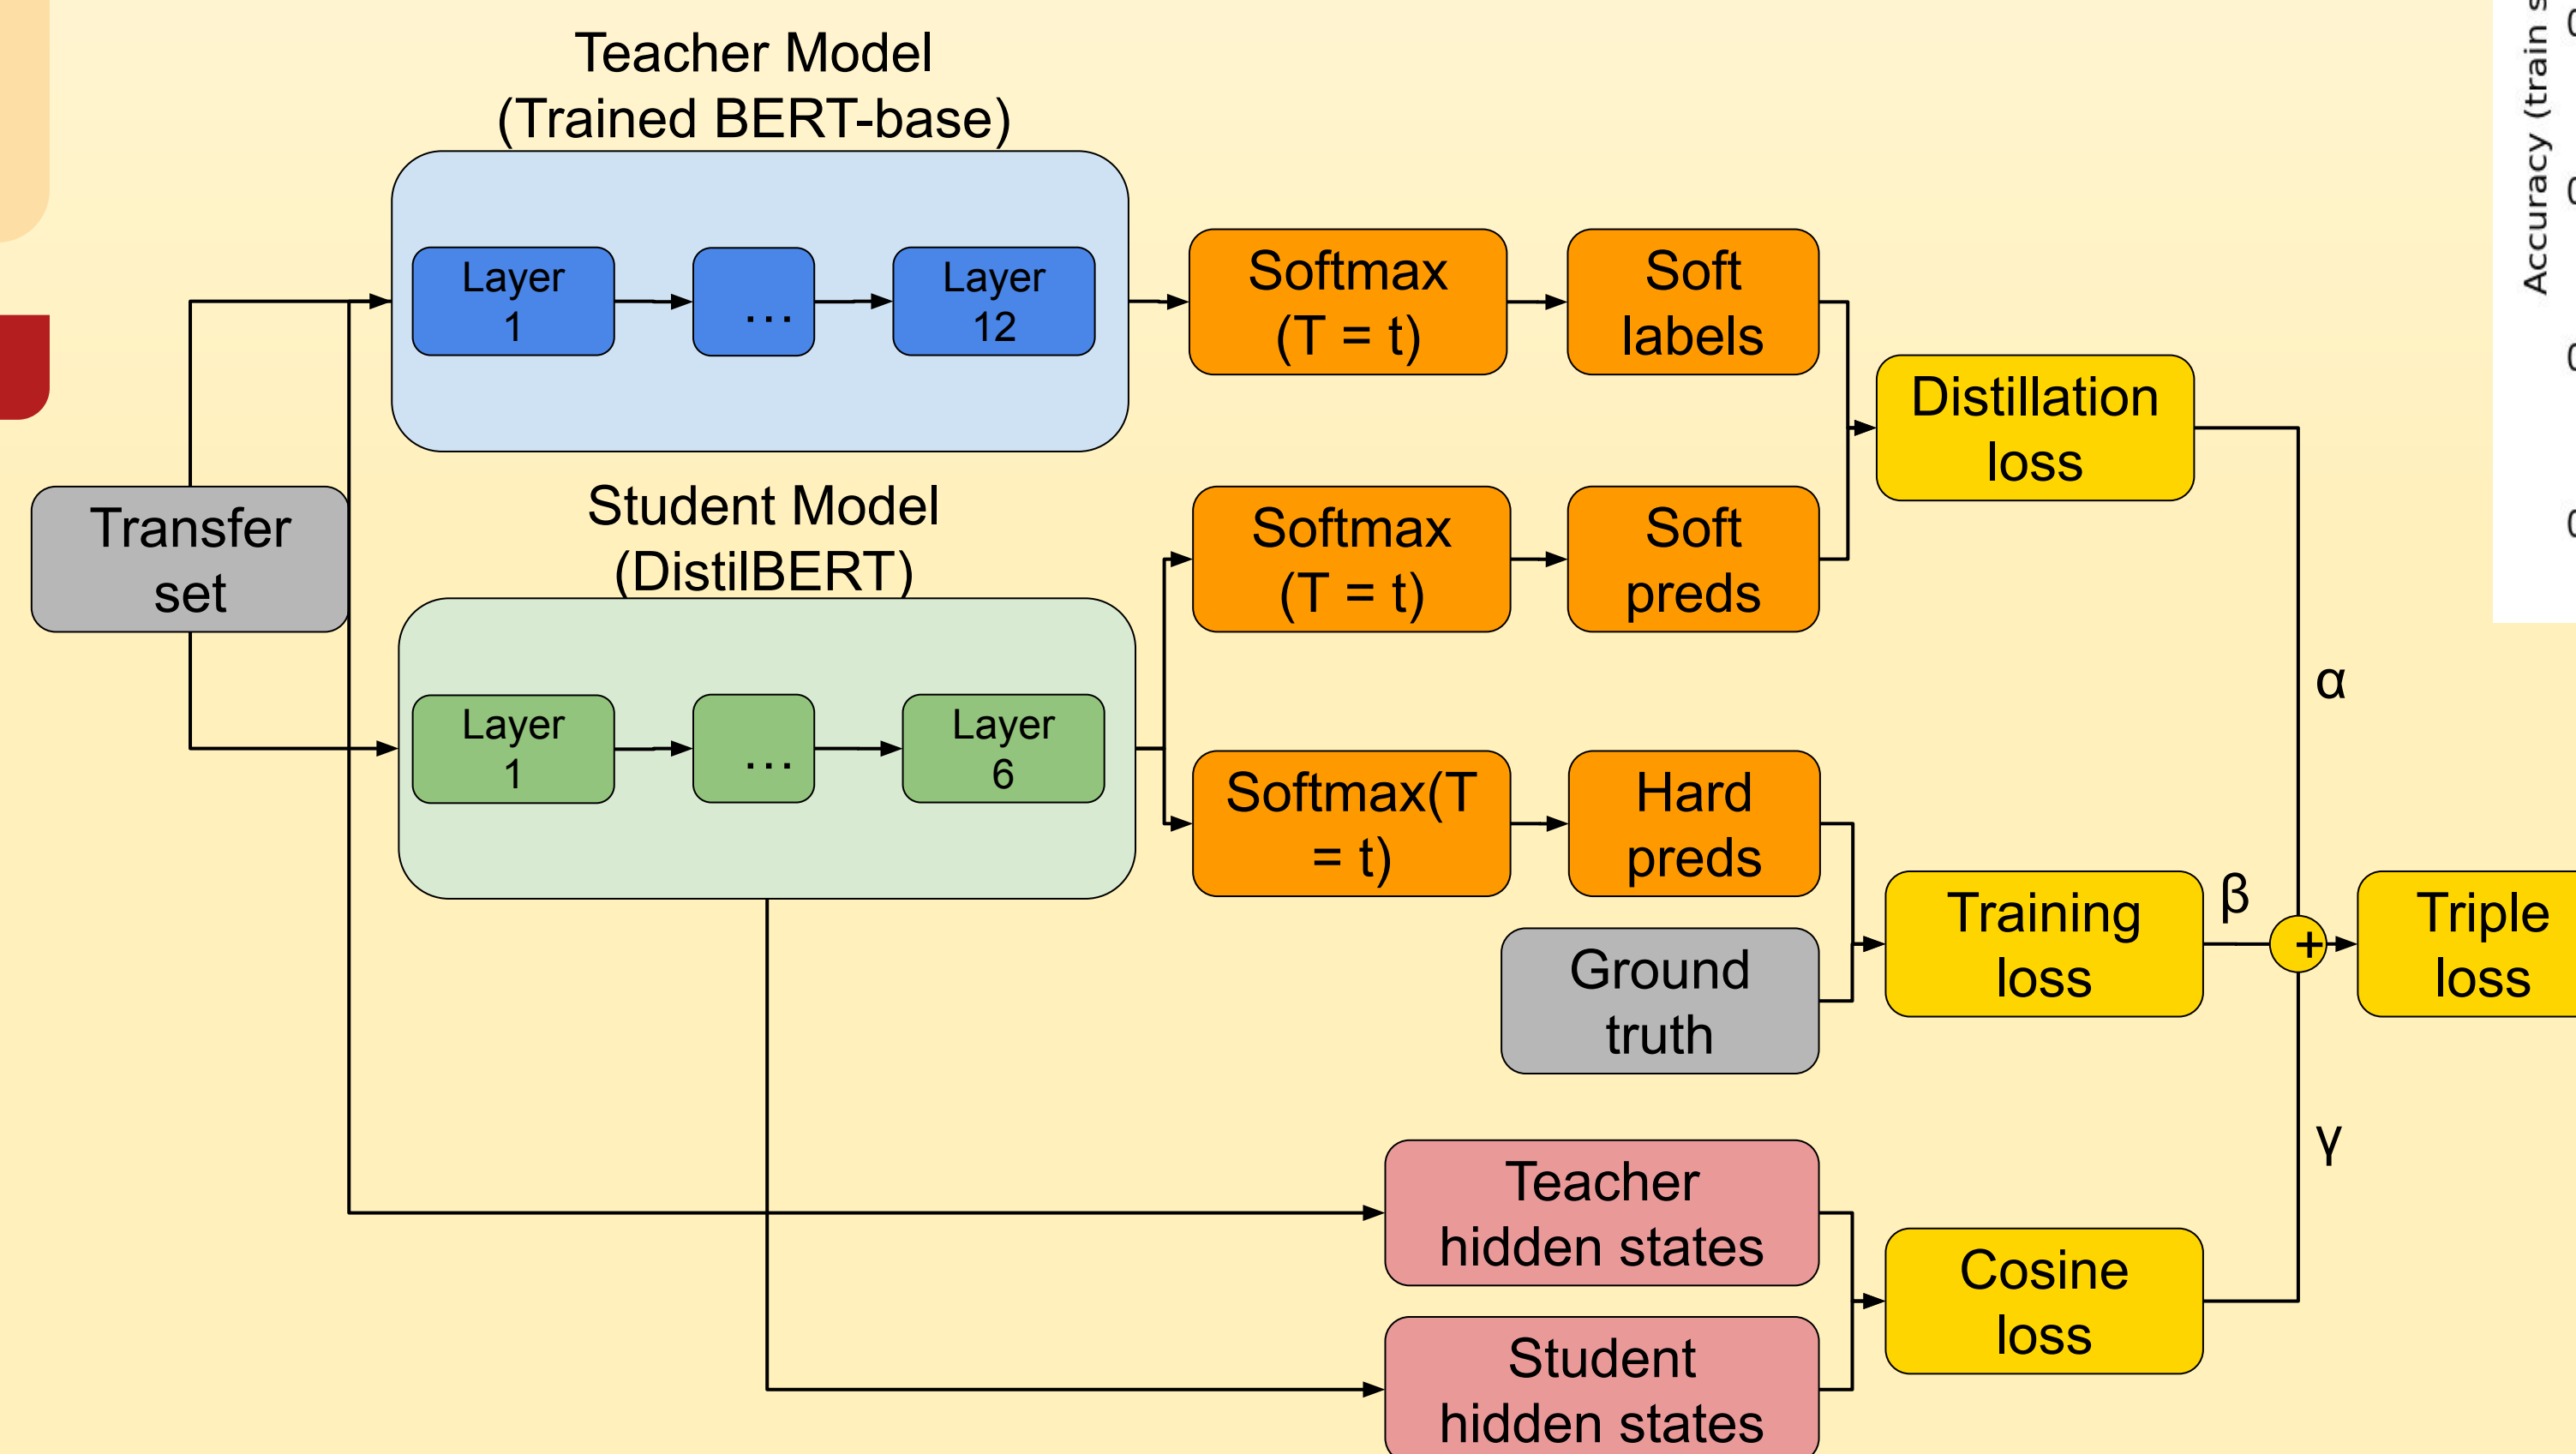 Teacher Model
(Trained BERT-base)
Layer
1
...
Layer
12
Softmax
(T = t)
Soft
labels
Distillation
loss
Transfer
set
Student Model
(DistilBERT)
Layer
1
...
Layer
6
Softmax
(T = t)
Soft
preds
α
Softmax(T
= t)
Hard
preds
Ground
truth
Training
loss
β
+
Triple
loss
γ
Teacher
hidden states
Student
hidden states
Cosine
loss
Accuracy (train